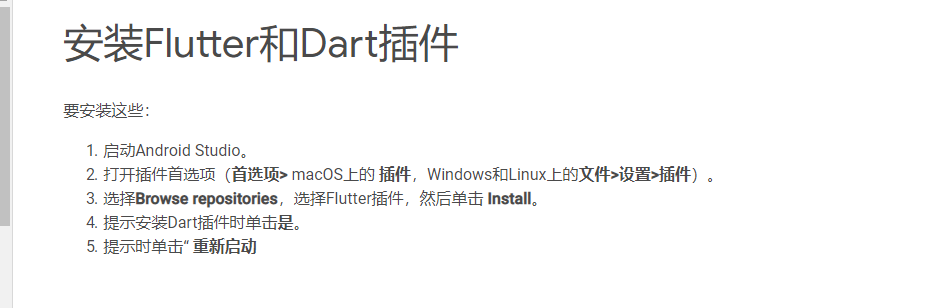 安装Flutter和Dart插件
要安装这些：
1. 启动Android Studio。
2. 打开插件首选项（首选项> macOS上的 插件，Windows和Linux上的文件>设置>插件）。
3. 选择Browse repositories，选择Flutter插件，然后单击 Install。
4. 提示安装Dart插件时单击是。
5. 提示时单击“ 重新启动